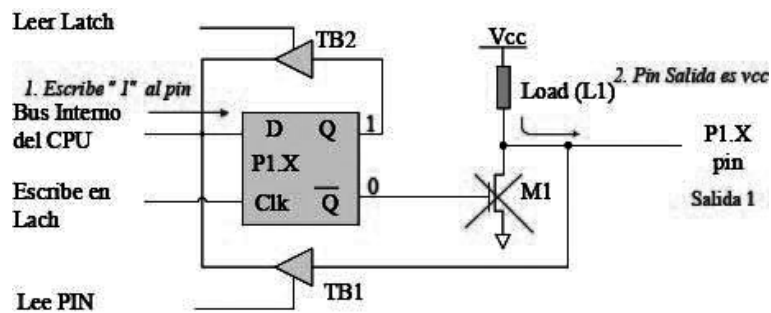 Leer Latch
TB2
Vcc
1. Escribe " 1" al pin
Load (L1)
2. Pin Salida es vcc
Bus Interno
del CPU
D Q
1
P1.X
pin
P1.X
0
Escribe en
Lach
Clk Q
M1
Salida 1
TB1
Lee PIN